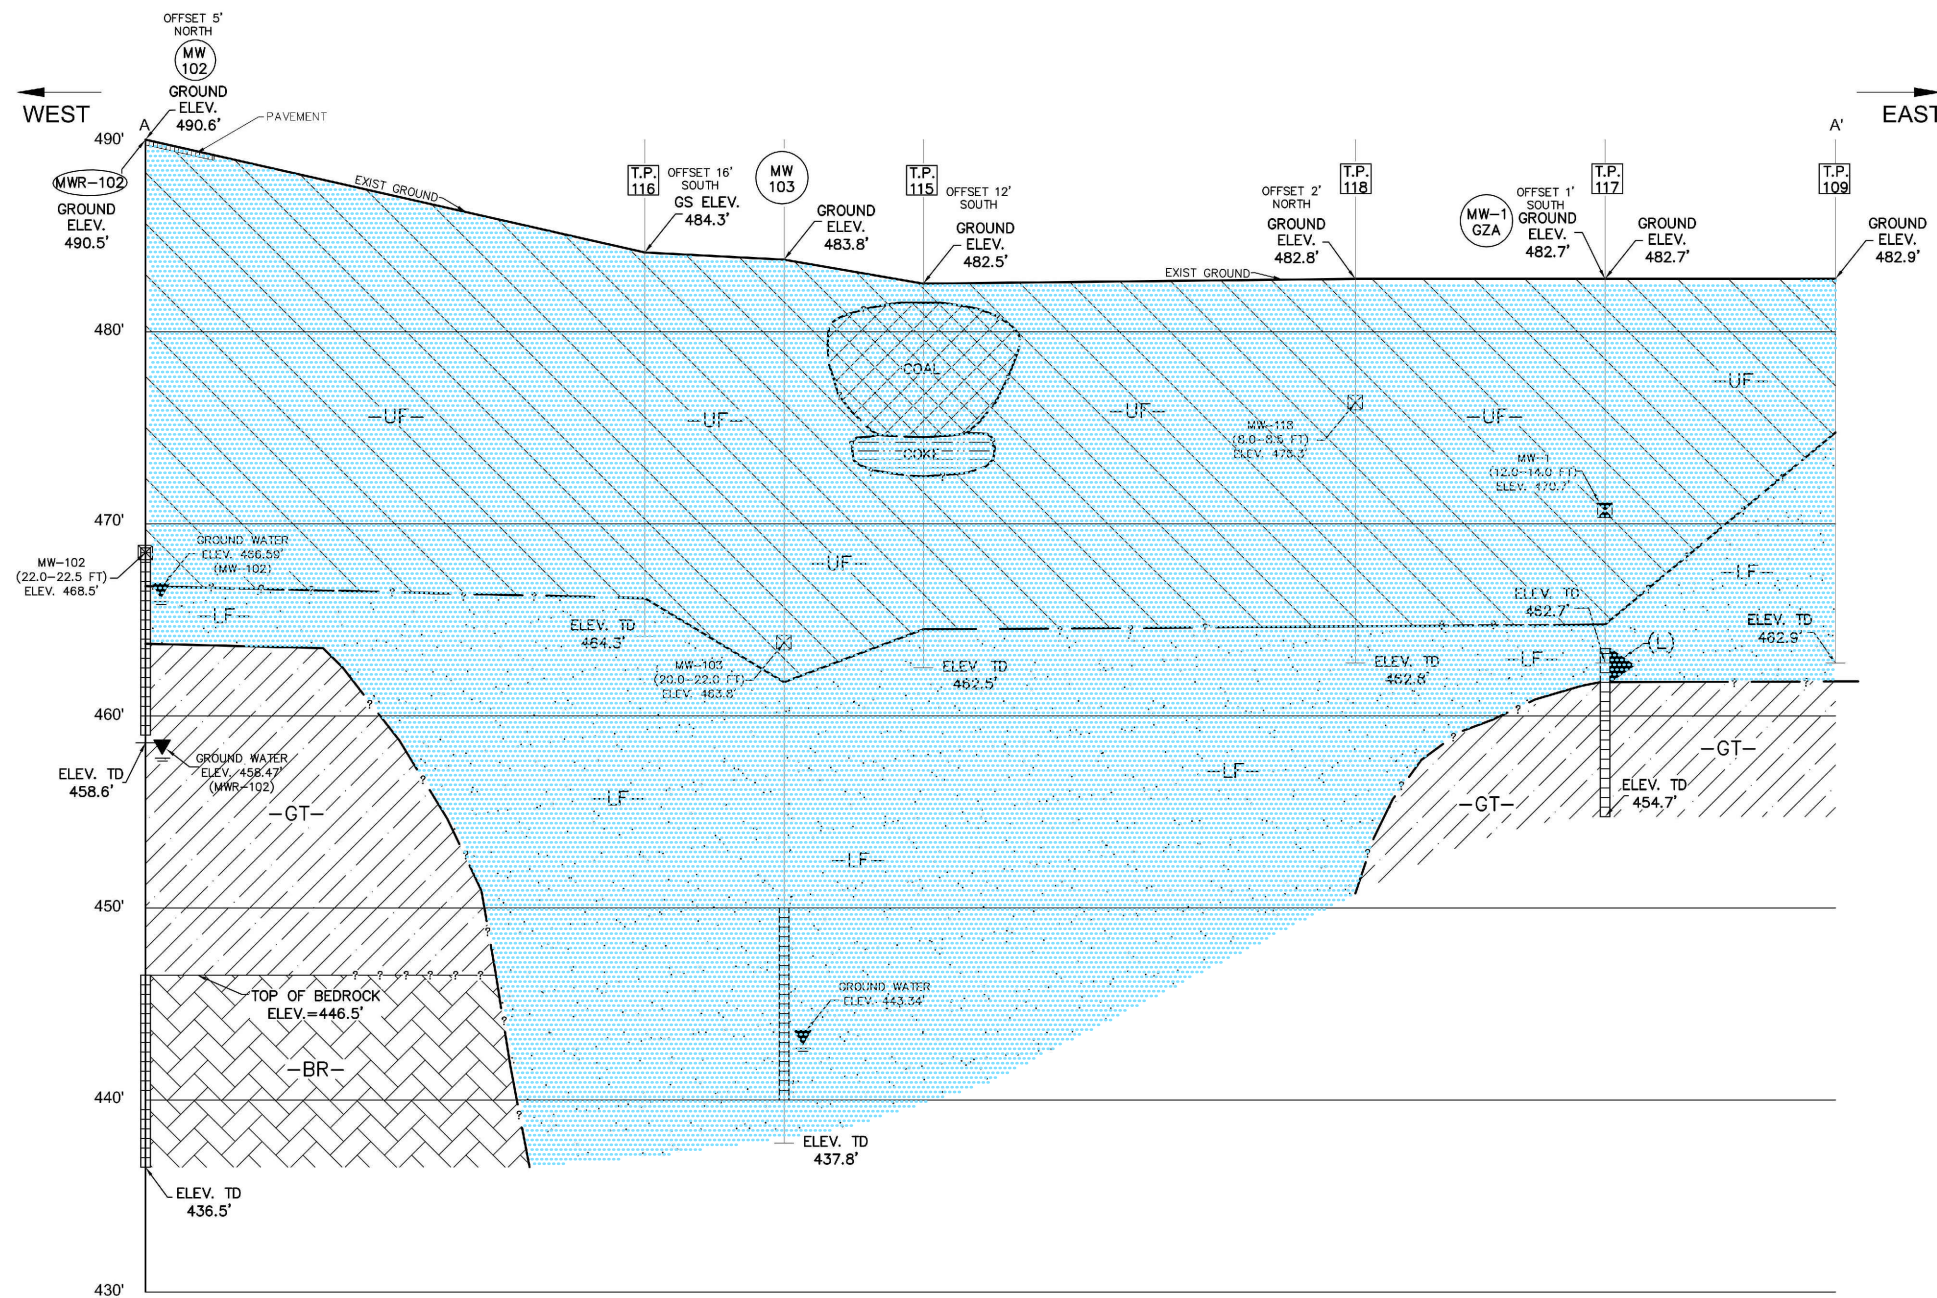 OFFSET 5'
NORTH
MW
102
GROUND
ELEV.
490.6'
WEST
EAST
A
A'
PAVEMENT
490'
MWR-102
GROUND
ELEV.
490.5'
EXIST GROUND
T.P.
116
OFFSET 16'
SOUTH
GS ELEV.
484.3'
MW
103
GROUND
ELEV.
483.8'
T.P.
115
OFFSET 12'
SOUTH
GROUND
ELEV.
482.5'
EXIST GROUND
OFFSET 2'
NORTH
GROUND
ELEV.
482.8'
T.P.
118
MW-1
GZA
OFFSET 1'
SOUTH
GROUND
ELEV.
482.7'
T.P.
117
GROUND
ELEV.
482.7'
T.P.
109
GROUND
ELEV.
482.9'
480'
COAL
COKE
-UF-
-UF-
-UF-
-UF-
-UF-
-UF-
(8.0-8.5 FT)
MW-1
(12.0-14.0 FT)
ELEV. 470.7'
470'
GROUND WATER
ELEV. 466.59'
(MW-102)
MW-102
(22.0-22.5 FT)
ELEV. 468.5'
-LF-
ELEV. TD
464.3'
MW-103
(20.0-22.0 FT)
ELEV. 463.8'
ELEV. TD
462.5'
ELEV. TD
462.8'
-LF-
ELEV. TD
462.7'
(L)
-LF-
ELEV. TD
462.9'
460'
ELEV. TD
458.6'
GROUND WATER
ELEV. 458.47'
(MWR-102)
-GT-
-LF-
-LF-
-LF-
-GT-
-GT-
ELEV. TD
454.7'
450'
TOP OF BEDROCK
ELEV.=446.5'
-BR-
GROUND WATER
ELEV. 443.34'
440'
ELEV. TD
437.8'
ELEV. TD
436.5'
430'